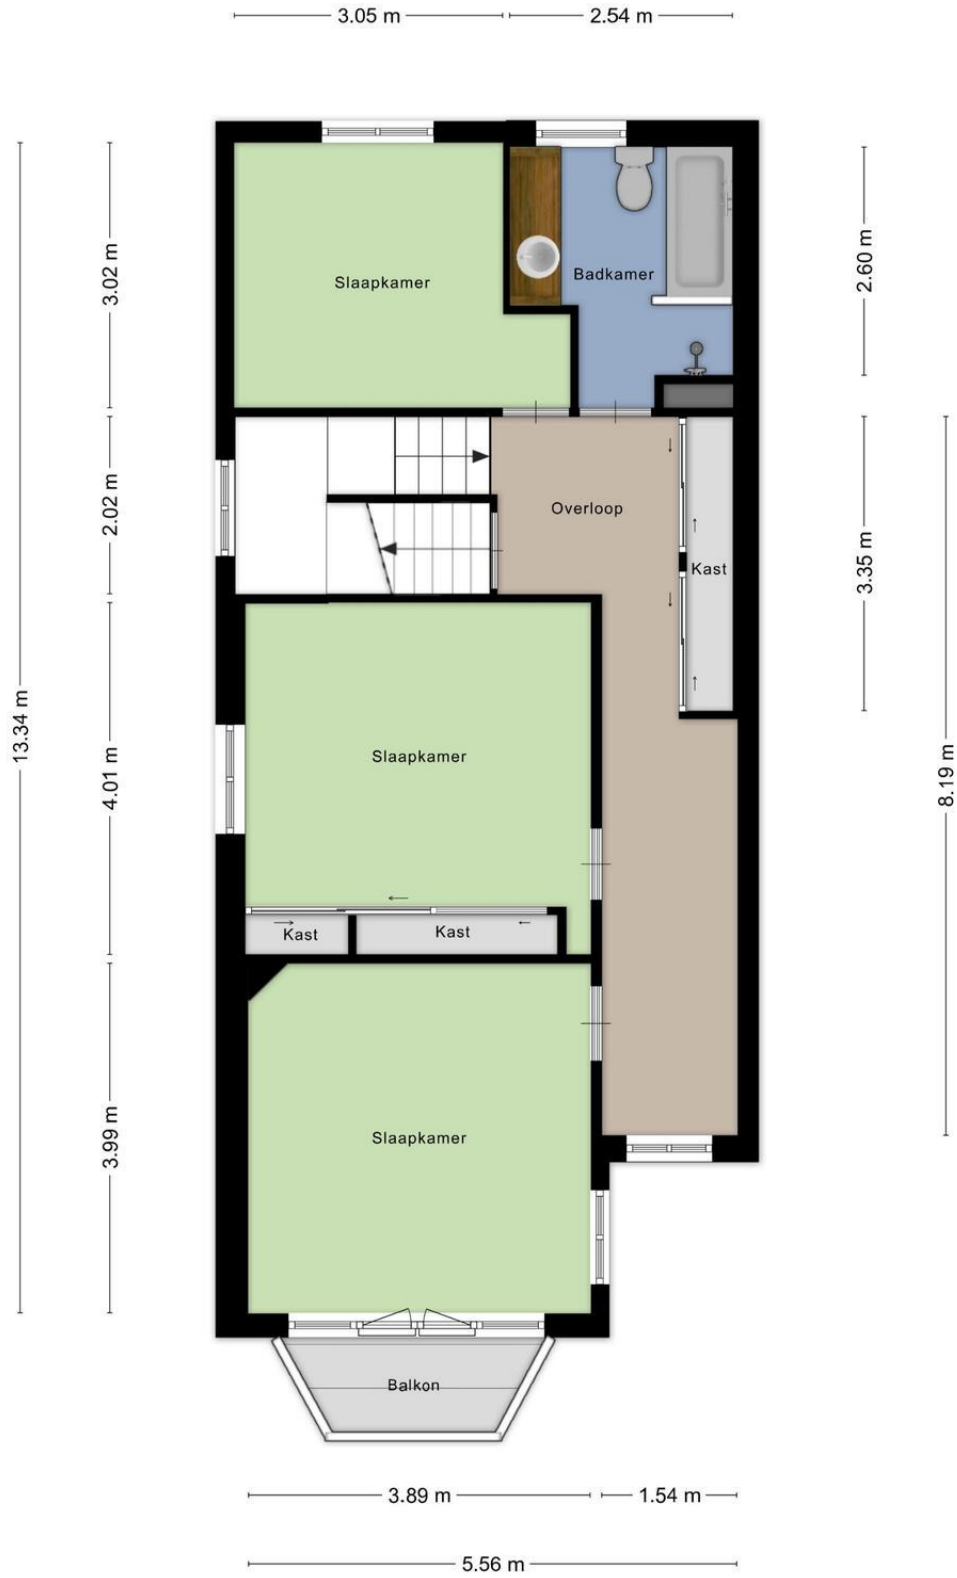 3.05 m
2.54 m
3.02 m
2.60 m
Slaapkamer
Badkamer
2.02 m
Overloop
3.35 m
Kast
13.34 m
4.01 m
Slaapkamer
8.19 m
Kast
Kast
3.99 m
Slaapkamer
Balkon
3.89 m
1.54 m
5.56 m